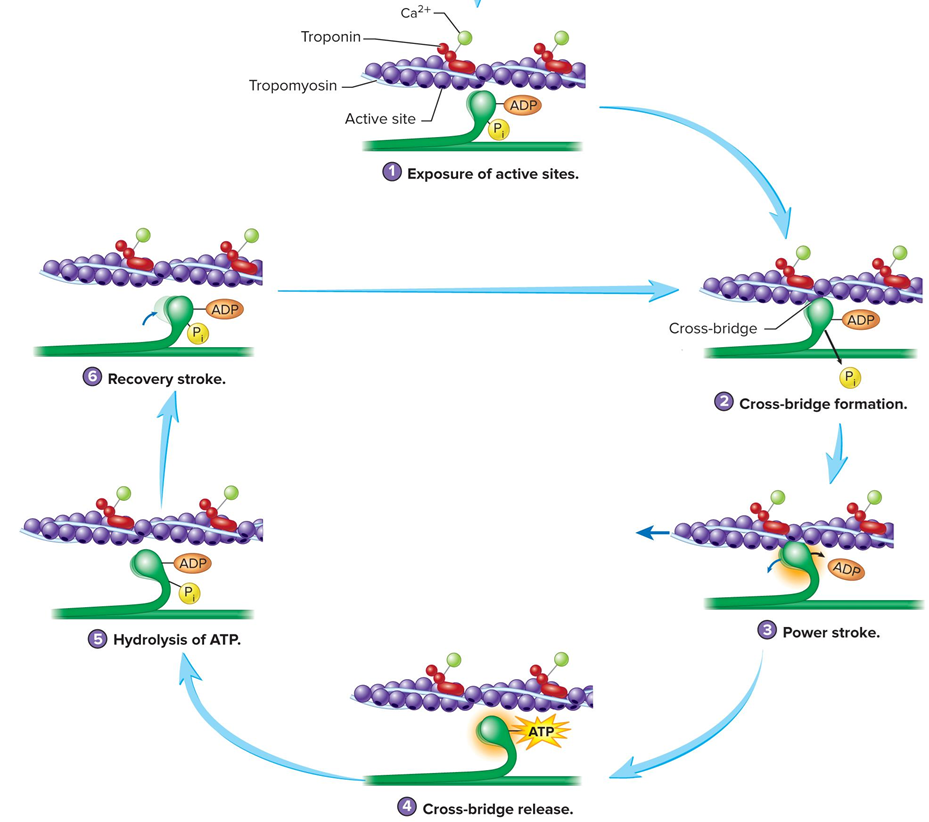 Ca²⁺
Troponin
Tropomyosin
Active site
ADP
Pi
1 Exposure of active sites.
ADP
Pi
6 Recovery stroke.
Cross-bridge
ADP
Pi
2 Cross-bridge formation.
ADP
Pi
5 Hydrolysis of ATP.
ADP
3 Power stroke.
ATP
4 Cross-bridge release.